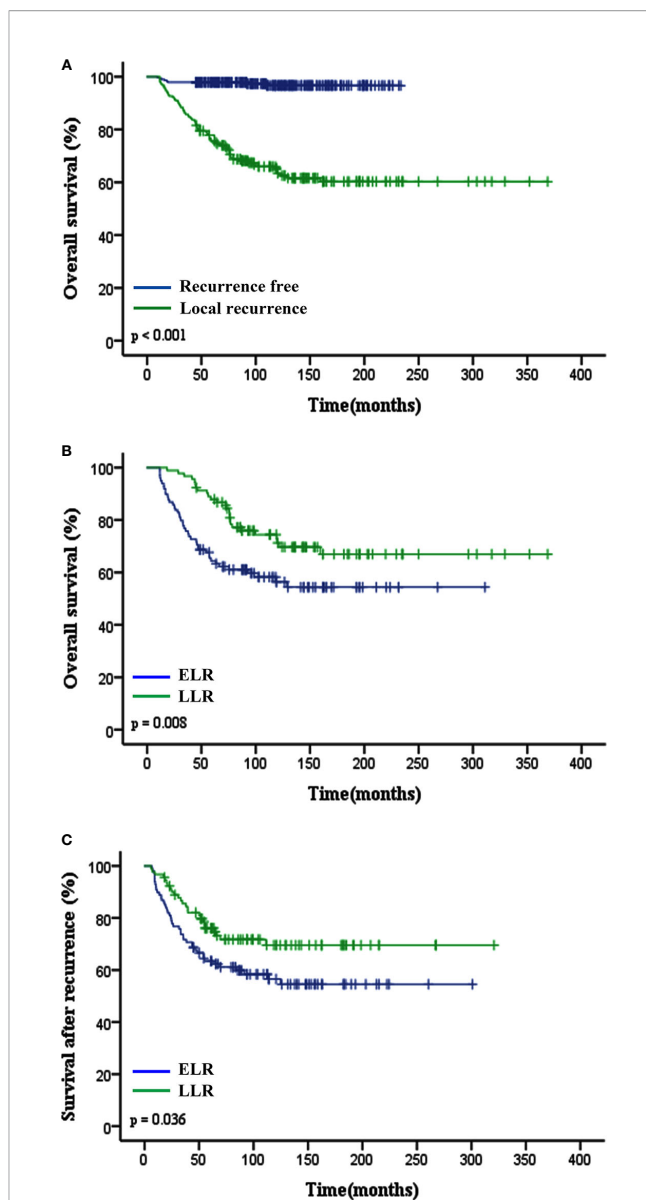 A
Overall survival (%)
100
80
60
40
20
0
Recurrence free
Local recurrence
p < 0.001
0 50 100 150 200 250 300 350 400
Time(months)
B
Overall survival (%)
100
80
60
40
20
0
ELR
LLR
p = 0.008
0 50 100 150 200 250 300 350 400
Time(months)
C
Survival after recurrence (%)
100
80
60
40
20
0
ELR
LLR
p = 0.036
0 50 100 150 200 250 300 350 400
Time(months)